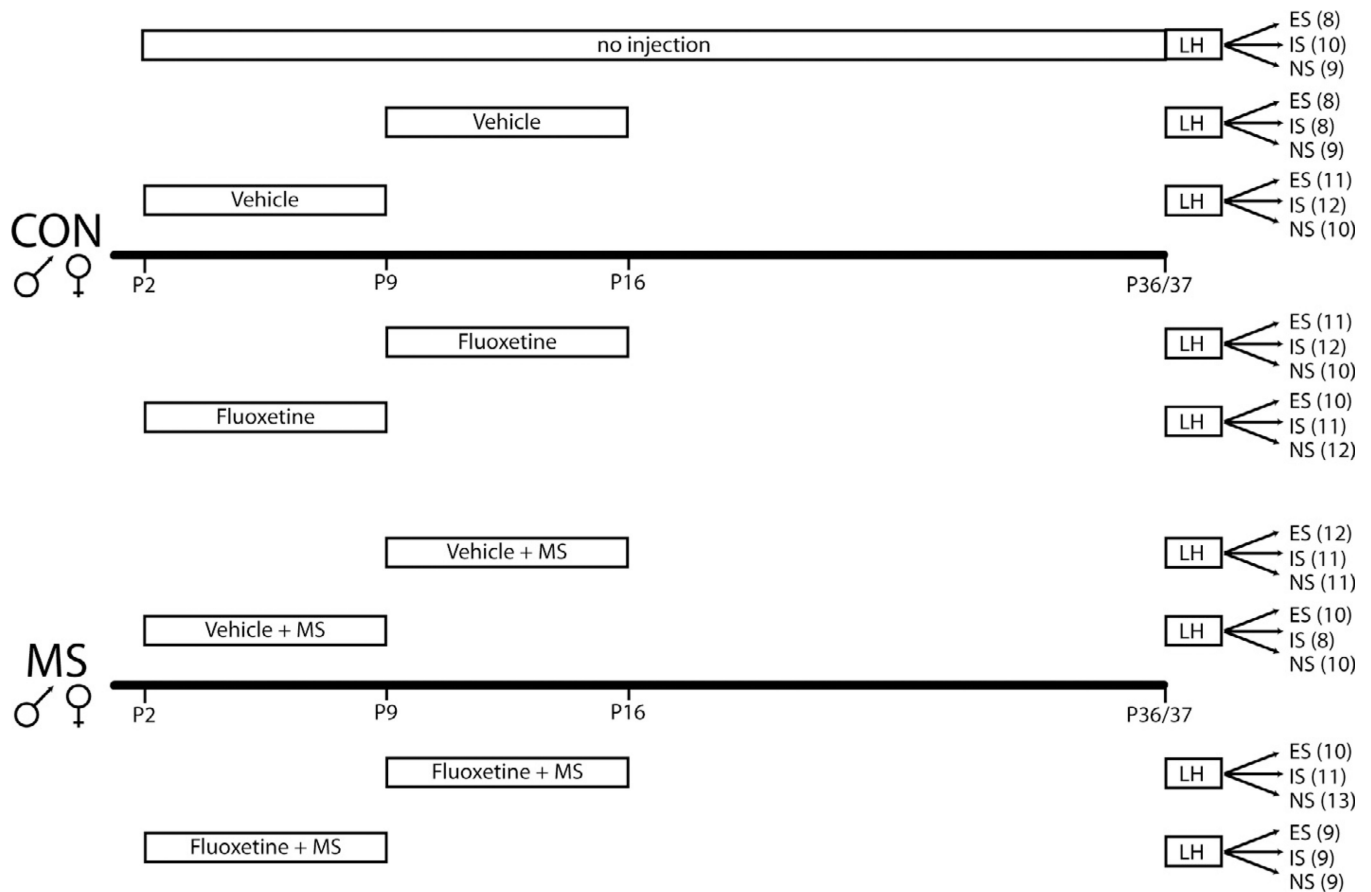 no injection
LH
ES (8)
IS (10)
NS (9)
Vehicle
LH
ES (8)
IS (8)
NS (9)
Vehicle
LH
ES (11)
IS (12)
NS (10)
CON
P2
P9
P16
P36/37
Fluoxetine
LH
ES (11)
IS (12)
NS (10)
Fluoxetine
LH
ES (10)
IS (11)
NS (12)
Vehicle + MS
LH
ES (12)
IS (11)
NS (11)
Vehicle + MS
LH
ES (10)
IS (8)
NS (10)
MS
P2
P9
P16
P36/37
Fluoxetine + MS
LH
ES (10)
IS (11)
NS (13)
Fluoxetine + MS
LH
ES (9)
IS (9)
NS (9)